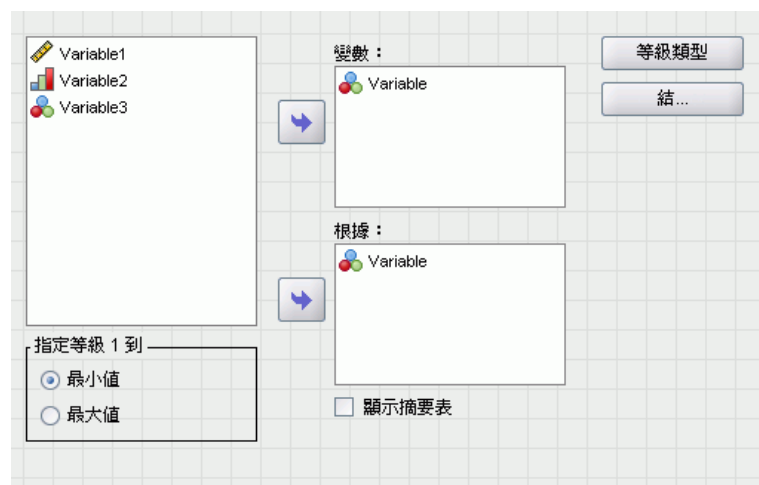 Variable1
Variable2
Variable3
指定等級 1 到
最小值
最大值
變數：
Variable
根據：
Variable
顯示摘要表
等級類型
結...